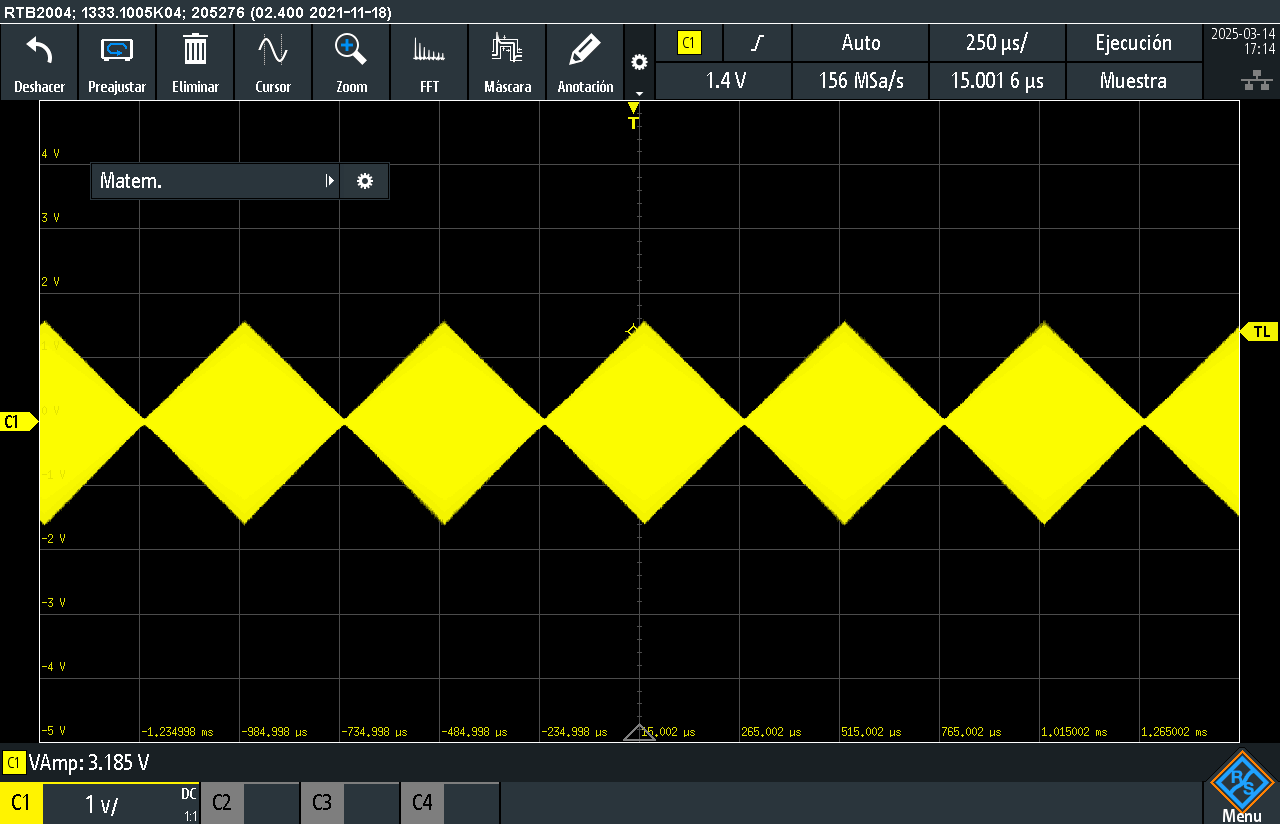 RTB2004; 1333.1005K04; 205276 (02.400 2021-11-18)
Deshacer
Preajustar
Eliminar
Cursor
Zoom
FFT
Máscara
Anotación
C1
Auto
250 µs/
Ejecución
1.4 V
156 MSa/s
15.001 6 µs
Muestra
2025-03-14
17:14
T
4 V
Matem.
3 V
2 V
1 V
TL
0 V
C1
-1 V
-2 V
-3 V
-4 V
-5 V
-1.234998 ms
-984.998 µs
-734.998 µs
-484.998 µs
-234.998 µs
15.002 µs
265.002 µs
515.002 µs
765.002 µs
1.015002 ms
1.265002 ms
C1 VAmp: 3.185 V
C1
1 V/
DC
1:1
C2
C3
C4
R S
Menu